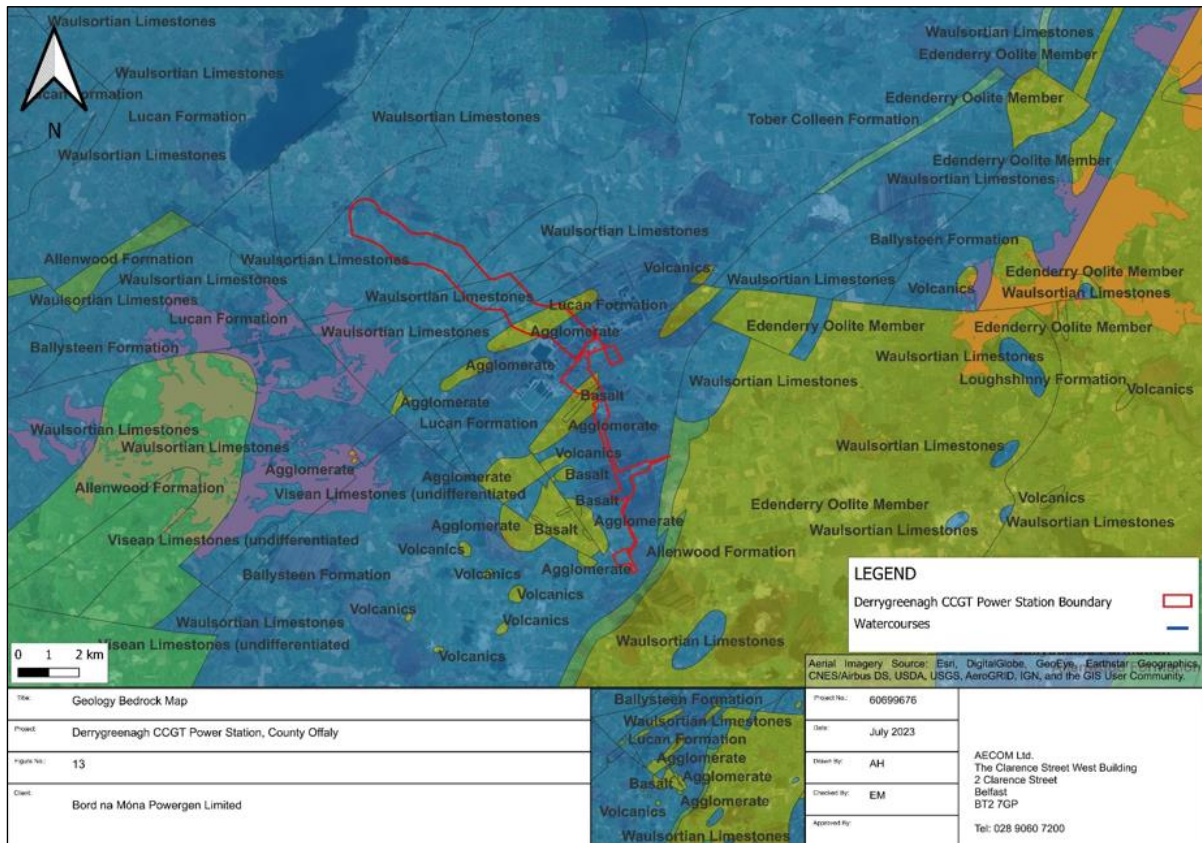 Waulsortian Limestones
Waulsortian Limestones
Edenderry Oolite Member
Waulsortian Limestones
Lucan Formation
Edenderry Oolite Member
Lucan Formation
Waulsortian Limestones
Tober Colleen Formation
Waulsortian Limestones
Edenderry Oolite Member
Waulsortian Limestones
N
Waulsortian Limestones
Ballysteen Formation
Allenwood Formation
Waulsortian Limestones
Volcanics
Edenderry Oolite Member
Waulsortian Limestones
Waulsortian Limestones
Volcanics
Waulsortian Limestones
Waulsortian Limestones
Waulsortian Limestones
Lucan Formation
Lucan Formation
Edenderry Oolite Member
Edenderry Oolite Member
Waulsortian Limestones
Agglomerate
Ballysteen Formation
Waulsortian Limestones
Agglomerate
Waulsortian Limestones
Loughshinny Formation
Volcanics
Basalt
Agglomerate
Lucan Formation
Agglomerate
Waulsortian Limestones
Waulsortian Limestones
Waulsortian Limestones
Volcanics
Agglomerate
Agglomerate
Basalt
Allenwood Formation
Visean Limestones (undifferentiated
Basalt
Edenderry Oolite Member
Volcanics
Agglomerate
Basalt
Agglomerate
Waulsortian Limestones
Waulsortian Limestones
Visean Limestones (undifferentiated
Volcanics
Allenwood Formation
Ballysteen Formation
Volcanics
Agglomerate
Volcanics
Volcanics
Waulsortian Limestones
Visean Limestones (undifferentiated
Volcanics
Waulsortian Limestones
0 1 2 km
LEGEND
Derrygreenagh CCGT Power Station Boundary
Watercourses
Aerial Imagery Source: Esri, DigitalGlobe, GeoEye, Earthstar Geographics,
CNES/Airbus DS, USDA, USGS, AeroGRID, IGN, and the GIS User Community.
Title: Geology Bedrock Map
Project: Derrygreenagh CCGT Power Station, County Offaly
Figure No.: 13
Client: Bord na Móna Powergen Limited
Ballysteen Formation
Waulsortian Limestones
Lucan Formation
Agglomerate
Agglomerate
Basalt
Agglomerate
Volcanics
Waulsortian Limestones
Project No.: 60699676
Date: July 2023
Drawn By: AH
Checked By: EM
Approved By:
AECOM Ltd.
The Clarence Street West Building
2 Clarence Street
Belfast
BT2 7GP
Tel: 028 9060 7200